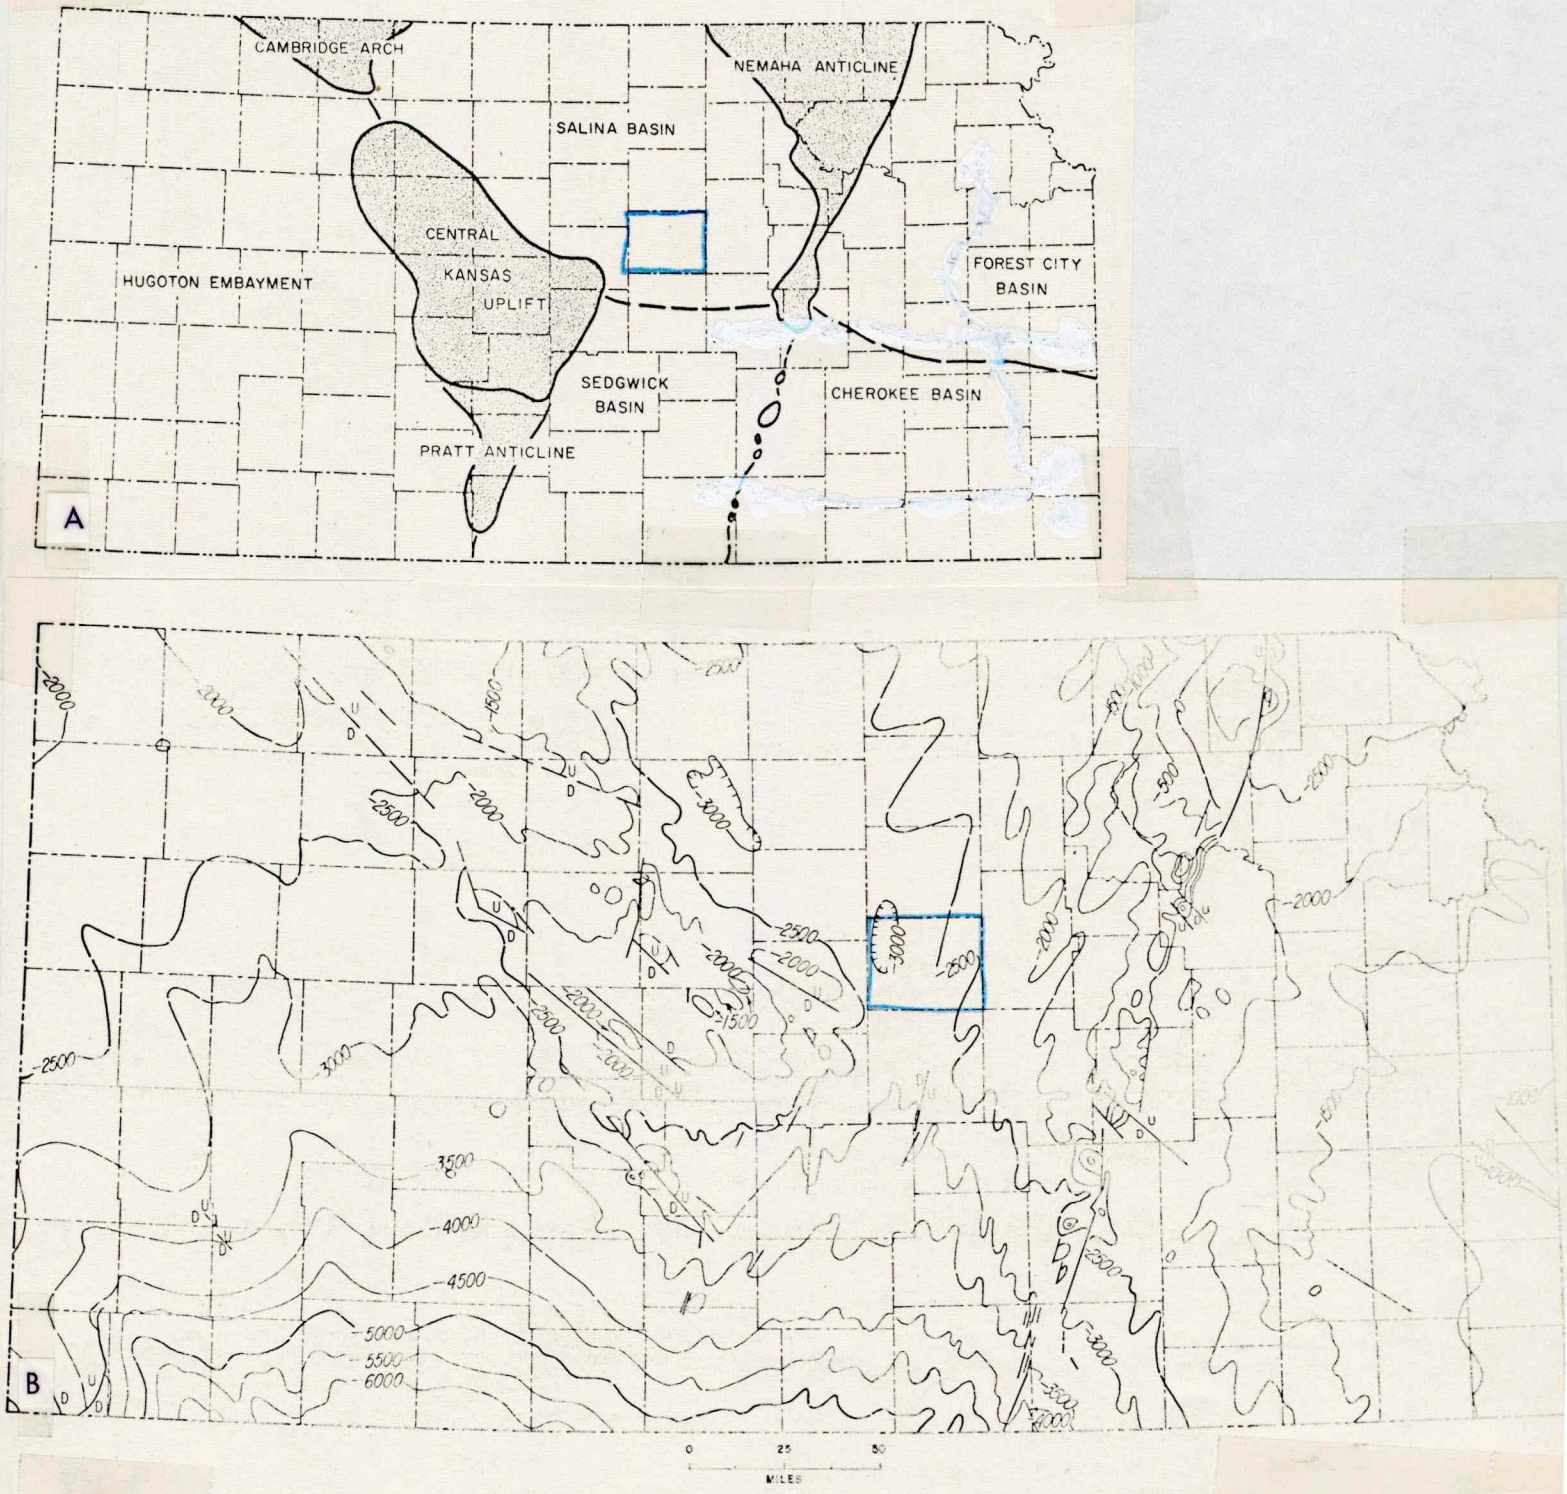 CAMBRIDGE ARCH
NEMAHA ANTICLINE
SALINA BASIN
CENTRAL
KANSAS
UPLIFT
HUGOTON EMBAYMENT
FOREST CITY
BASIN
SEDGWICK
BASIN
CHEROKEE BASIN
PRATT ANTICLINE
A
-2000
-1500
-2500
-2500
-2000
-3000
-2500
-2000
-2500
-2000
-3000
-2500
-2000
-2000
-1500
-2000
-2500
-2000
-2500
3000
-1500
-3500
-4000
-4500
-2500
-5000
-5500
-6000
-3000
-3500
-4000
B
0 25 50
MILES